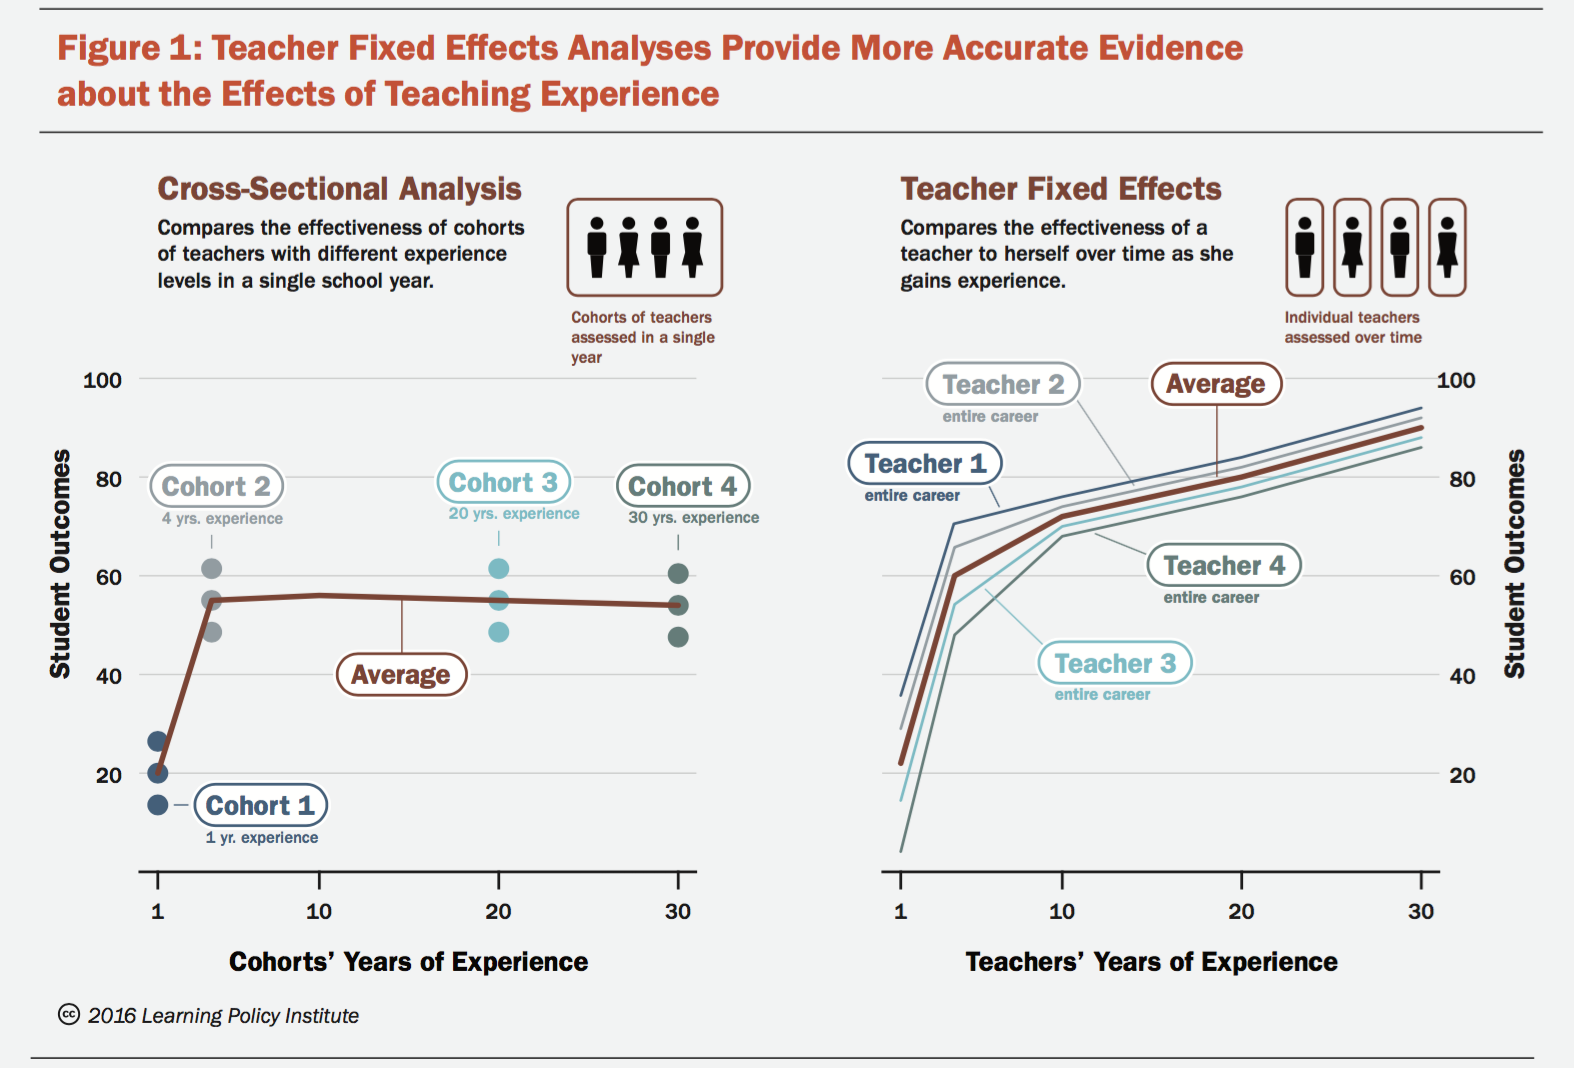 Figure 1: Teacher Fixed Effects Analyses Provide More Accurate Evidence
about the Effects of Teaching Experience
Cross-Sectional Analysis
Compares the effectiveness of cohorts
of teachers with different experience
levels in a single school year.
Cohorts of teachers
assessed in a single
year
100
80
60
40
20
Student Outcomes
Cohort 2
4 yrs. experience
Cohort 3
20 yrs. experience
Cohort 4
30 yrs. experience
Average
Cohort 1
1 yr. experience
1
10
20
30
Cohorts’ Years of Experience
Teacher Fixed Effects
Compares the effectiveness of a
teacher to herself over time as she
gains experience.
Individual teachers
assessed over time
Teacher 2
entire career
Average
Teacher 1
entire career
Teacher 4
entire career
Teacher 3
entire career
100
80
60
40
20
Student Outcomes
1
10
20
30
Teachers’ Years of Experience
cc 2016 Learning Policy Institute